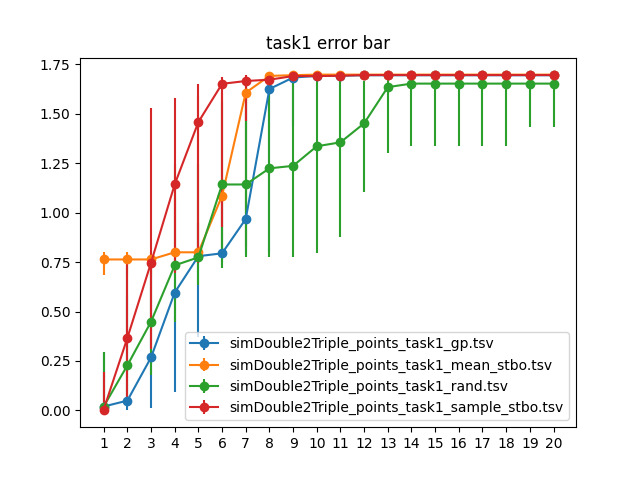 task1 error bar
1.75
1.50
1.25
1.00
0.75
0.50
0.25
0.00
simDouble2Triple_points_task1_gp.tsv
simDouble2Triple_points_task1_mean_stbo.tsv
simDouble2Triple_points_task1_rand.tsv
simDouble2Triple_points_task1_sample_stbo.tsv
1 2 3 4 5 6 7 8 9 10 11 12 13 14 15 16 17 18 19 20